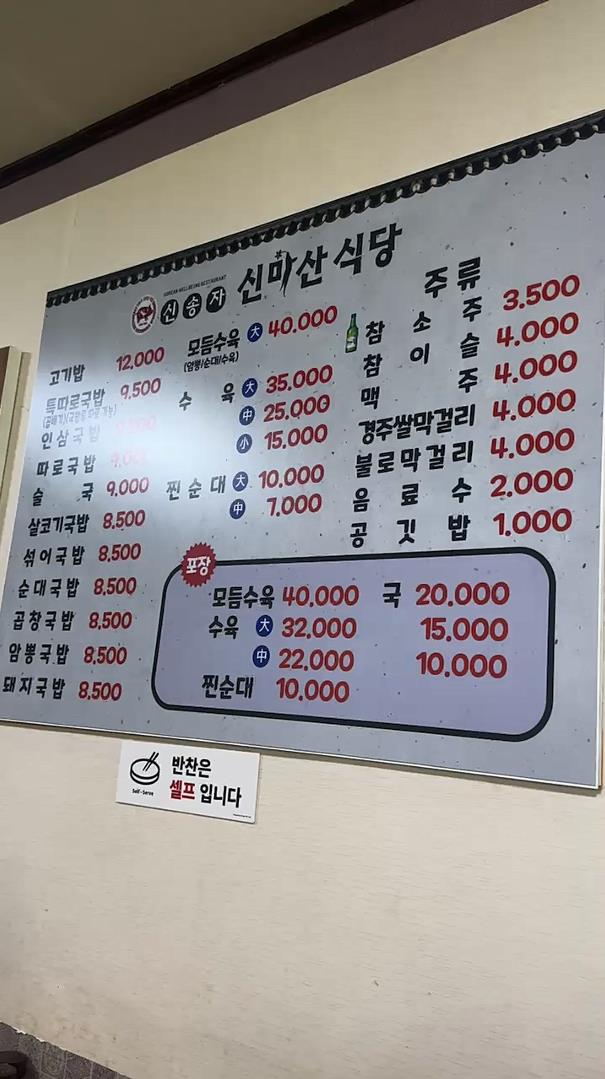 KOREAN WELL-BEING RESTAURANT
신송자 신마산식당
고기밥 12,000
특따로국밥 9,500
인삼국밥
따로국밥
술국 9,000
살코기국밥 8,500
섞어국밥 8,500
순대국밥 8,500
곱창국밥 8,500
암뽕국밥 8,500
돼지국밥 8,500
모듬수육 大 40,000
(암뽕/순대/수육)
수육 大 35,000
中 25,000
小 15,000
찐순대 大 10,000
中 7,000
주류
참소주 3,500
참이슬 4,000
맥주 4,000
경주쌀막걸리 4,000
불로막걸리 4,000
음료수 2,000
공깃밥 1,000
포장
모듬수육 40,000 국 20,000
수육 大 32,000 15,000
中 22,000 10,000
찐순대 10,000
Self-Serve
반찬은
셀프입니다